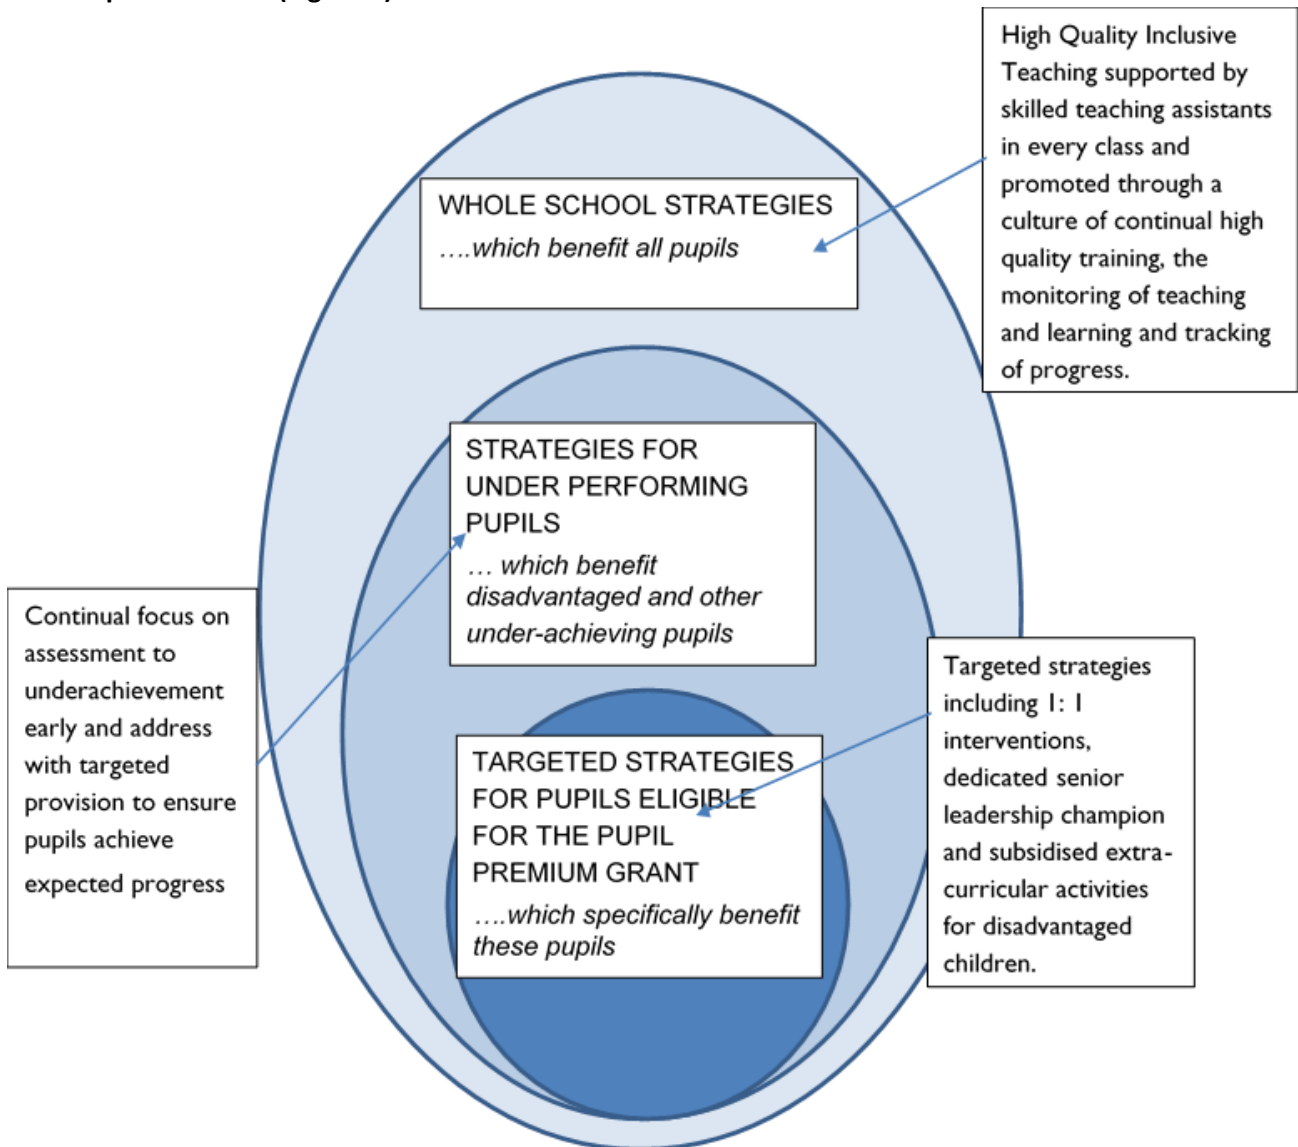 High Quality Inclusive
Teaching supported by
skilled teaching assistants
in every class and
promoted through a
culture of continual high
quality training, the
monitoring of teaching
and learning and tracking
of progress.
WHOLE SCHOOL STRATEGIES
….which benefit all pupils
STRATEGIES FOR
UNDER PERFORMING
PUPILS
… which benefit
disadvantaged and other
under-achieving pupils
Continual focus on
assessment to
underachievement
early and address
with targeted
provision to ensure
pupils achieve
expected progress
Targeted strategies
including 1: 1
interventions,
dedicated senior
leadership champion
and subsidised extra-
curricular activities
for disadvantaged
children.
TARGETED STRATEGIES
FOR PUPILS ELIGIBLE
FOR THE PUPIL
PREMIUM GRANT
….which specifically benefit
these pupils